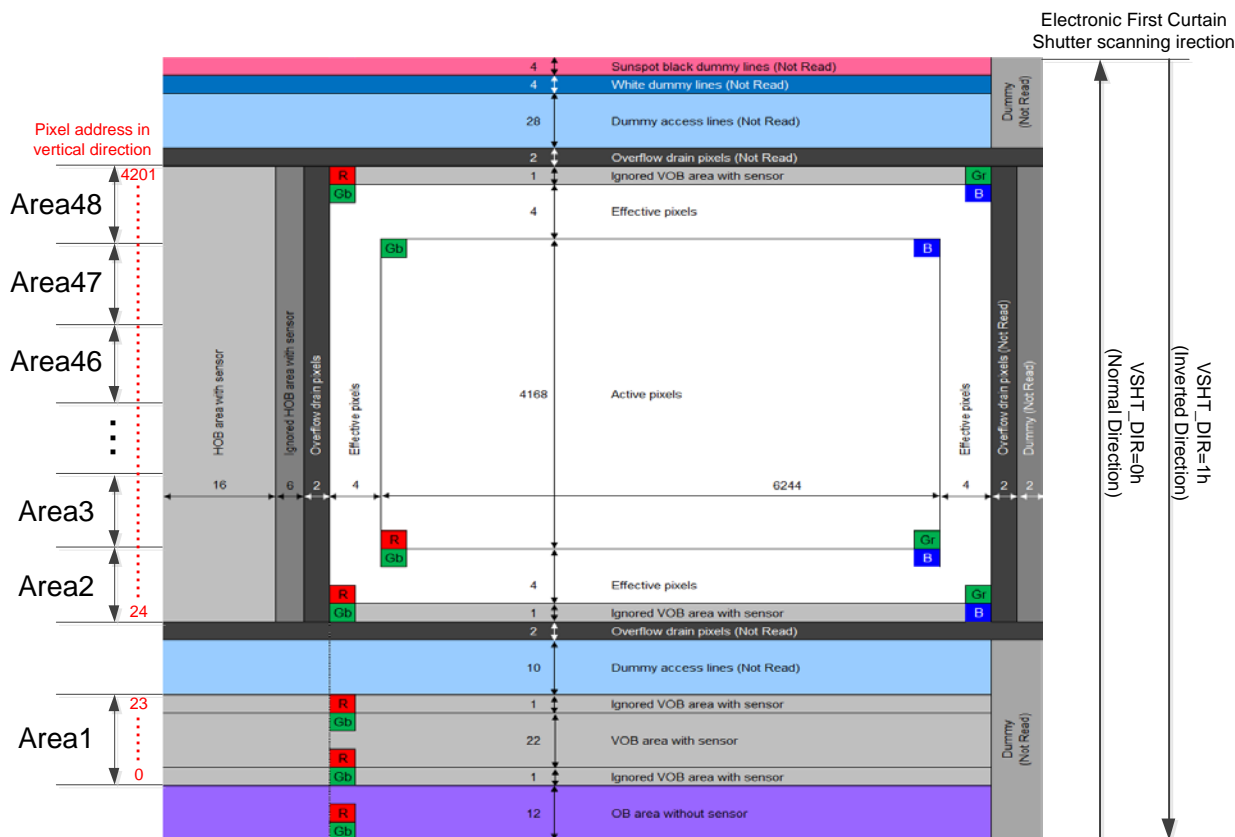 Electronic First Curtain
Shutter scanning irection
4 Sunspot black dummy lines (Not Read)
4 White dummy lines (Not Read)
28 Dummy access lines (Not Read)
Dummy
(Not Read)
Pixel address in
vertical direction
2 Overflow drain pixels (Not Read)
4201
R 1 Ignored VOB area with sensor Gr
Gb B
Area48
4 Effective pixels
Gb B
Area47
Area46
HOB area with sensor
Ignored HOB area with sensor
Overflow drain pixels
Effective pixels
4168 Active pixels
Effective pixels
Overflow drain pixels (Not Read)
Dummy (Not Read)
VSHT_DIR=0h
(Normal Direction)
VSHT_DIR=1h
(Inverted Direction)
16 6 2 4 6244 4 2 2
Area3
R Gr
Gb B
Area2
4 Effective pixels
R Gr
24
Gb 1 Ignored VOB area with sensor B
2 Overflow drain pixels (Not Read)
10 Dummy access lines (Not Read)
23
R 1 Ignored VOB area with sensor
Gb
Area1
22 VOB area with sensor
R
0
Gb 1 Ignored VOB area with sensor
Dummy
(Not Read)
R 12 OB area without sensor
Gb